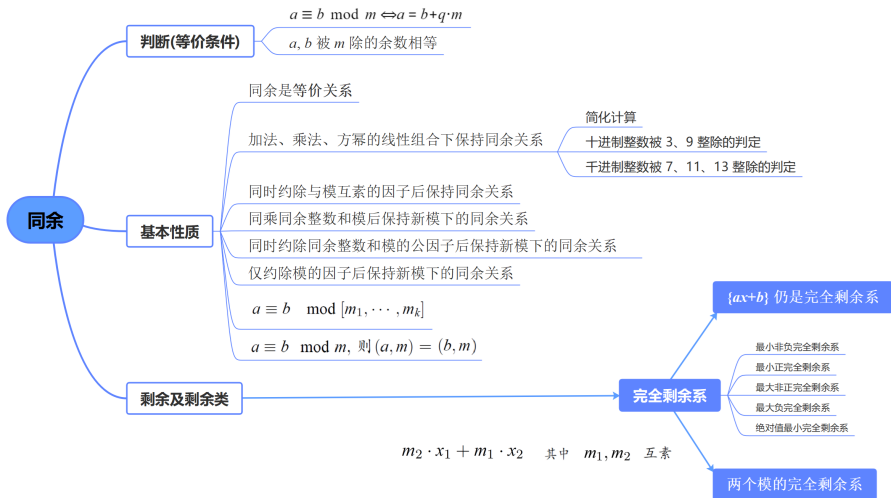 同余
判断(等价条件)
a ≡ b mod m ⇔a = b+q·m
a, b 被 m 除的余数相等
基本性质
同余是等价关系
加法、乘法、方幂的线性组合下保持同余关系
简化计算
十进制整数被 3、9 整除的判定
千进制整数被 7、11、13 整除的判定
同时约除与模互素的因子后保持同余关系
同乘同余整数和模后保持新模下的同余关系
同时约除同余整数和模的公因子后保持新模下的同余关系
仅约除模的因子后保持新模下的同余关系
a ≡ b mod [m₁, ⋯ , mₖ]
a ≡ b mod m, 则 (a, m) = (b, m)
剩余及剩余类
完全剩余系
{ax+b} 仍是完全剩余系
最小非负完全剩余系
最小正完全剩余系
最大非正完全剩余系
最大负完全剩余系
绝对值最小完全剩余系
两个模的完全剩余系
m₂ · x₁ + m₁ · x₂ 其中 m₁, m₂ 互素